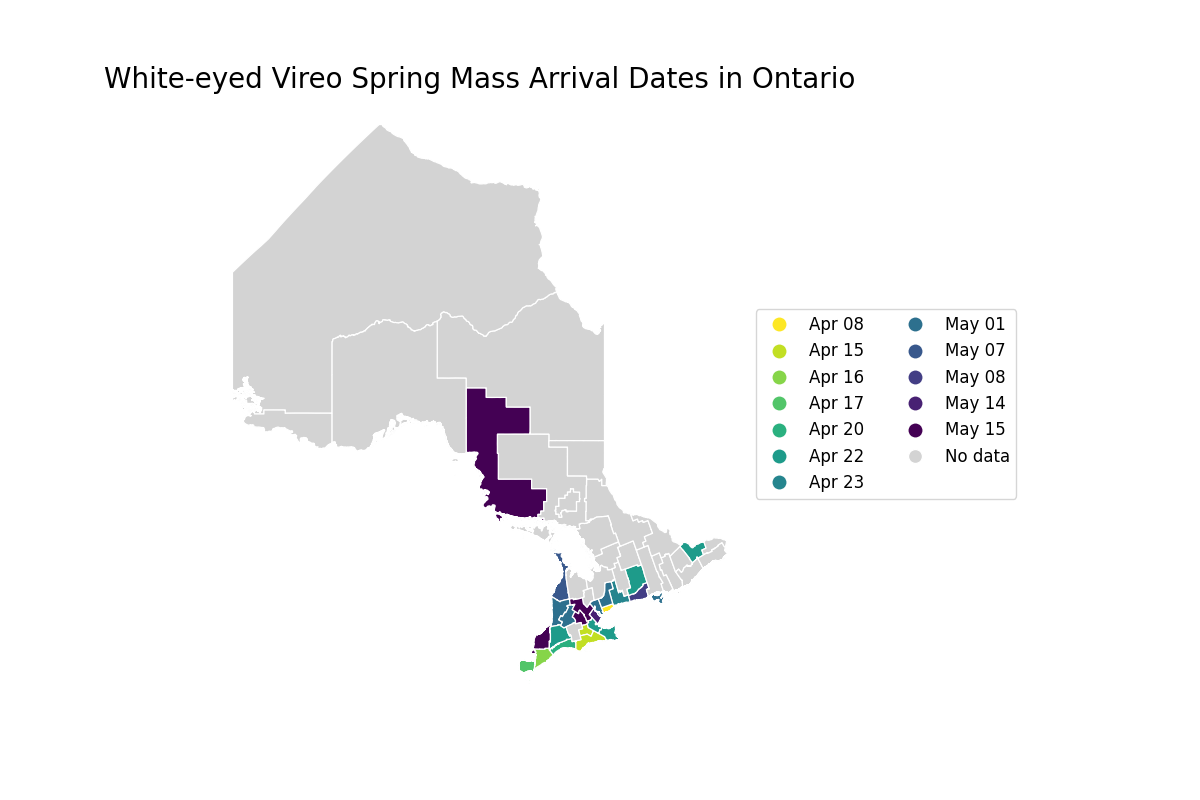 White-eyed Vireo Spring Mass Arrival Dates in Ontario
Apr 08
Apr 15
Apr 16
Apr 17
Apr 20
Apr 22
Apr 23
May 01
May 07
May 08
May 14
May 15
No data